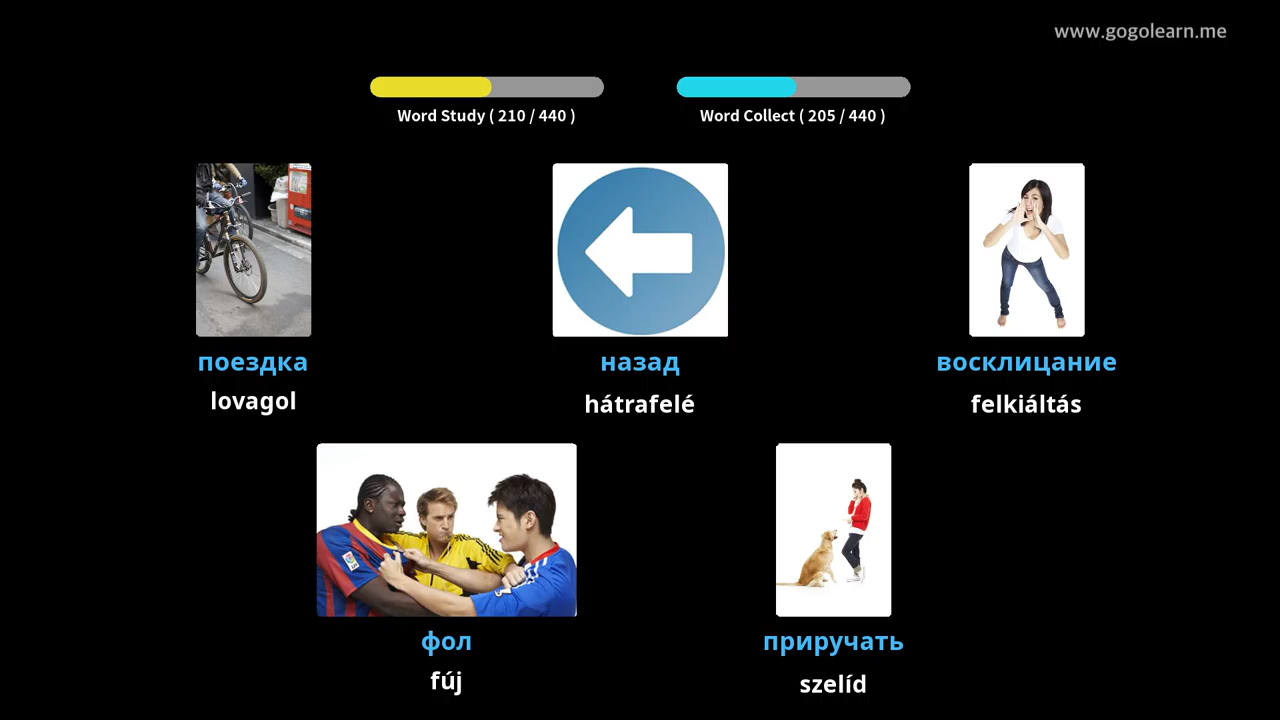 www.gogolearn.me
Word Study ( 210 / 440 )
Word Collect ( 205 / 440 )
поездка
назад
восклицание
lovagol
hátrafelé
felkiáltás
фол
приручать
fúj
szelíd